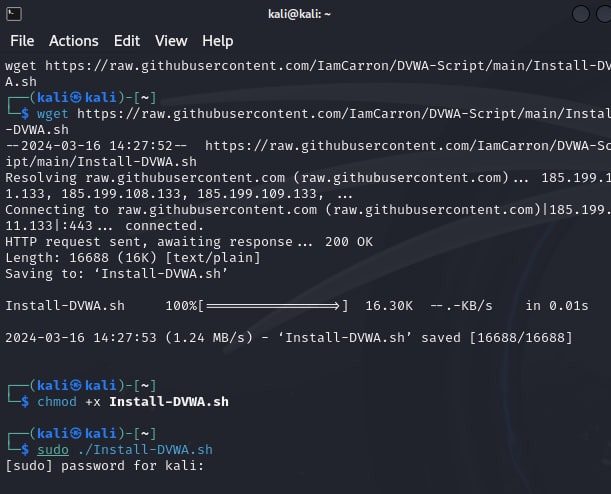 kali@kali: ~
File Actions Edit View Help
wget https://raw.githubusercontent.com/IamCarron/DVWA-Script/main/Install-DV
A.sh
┌──(kali㉿kali)-[~]
└─$ wget https://raw.githubusercontent.com/IamCarron/DVWA-Script/main/Instal
-DVWA.sh
--2024-03-16 14:27:52-- https://raw.githubusercontent.com/IamCarron/DVWA-Sc
ipt/main/Install-DVWA.sh
Resolving raw.githubusercontent.com (raw.githubusercontent.com)... 185.199.1
1.133, 185.199.108.133, 185.199.109.133, ...
Connecting to raw.githubusercontent.com (raw.githubusercontent.com)|185.199.
11.133|:443... connected.
HTTP request sent, awaiting response... 200 OK
Length: 16688 (16K) [text/plain]
Saving to: ‘Install-DVWA.sh’
Install-DVWA.sh 100%[=================>] 16.30K --.-KB/s in 0.01s
2024-03-16 14:27:53 (1.24 MB/s) - ‘Install-DVWA.sh’ saved [16688/16688]
┌──(kali㉿kali)-[~]
└─$ chmod +x Install-DVWA.sh
┌──(kali㉿kali)-[~]
└─$ sudo ./Install-DVWA.sh
[sudo] password for kali: